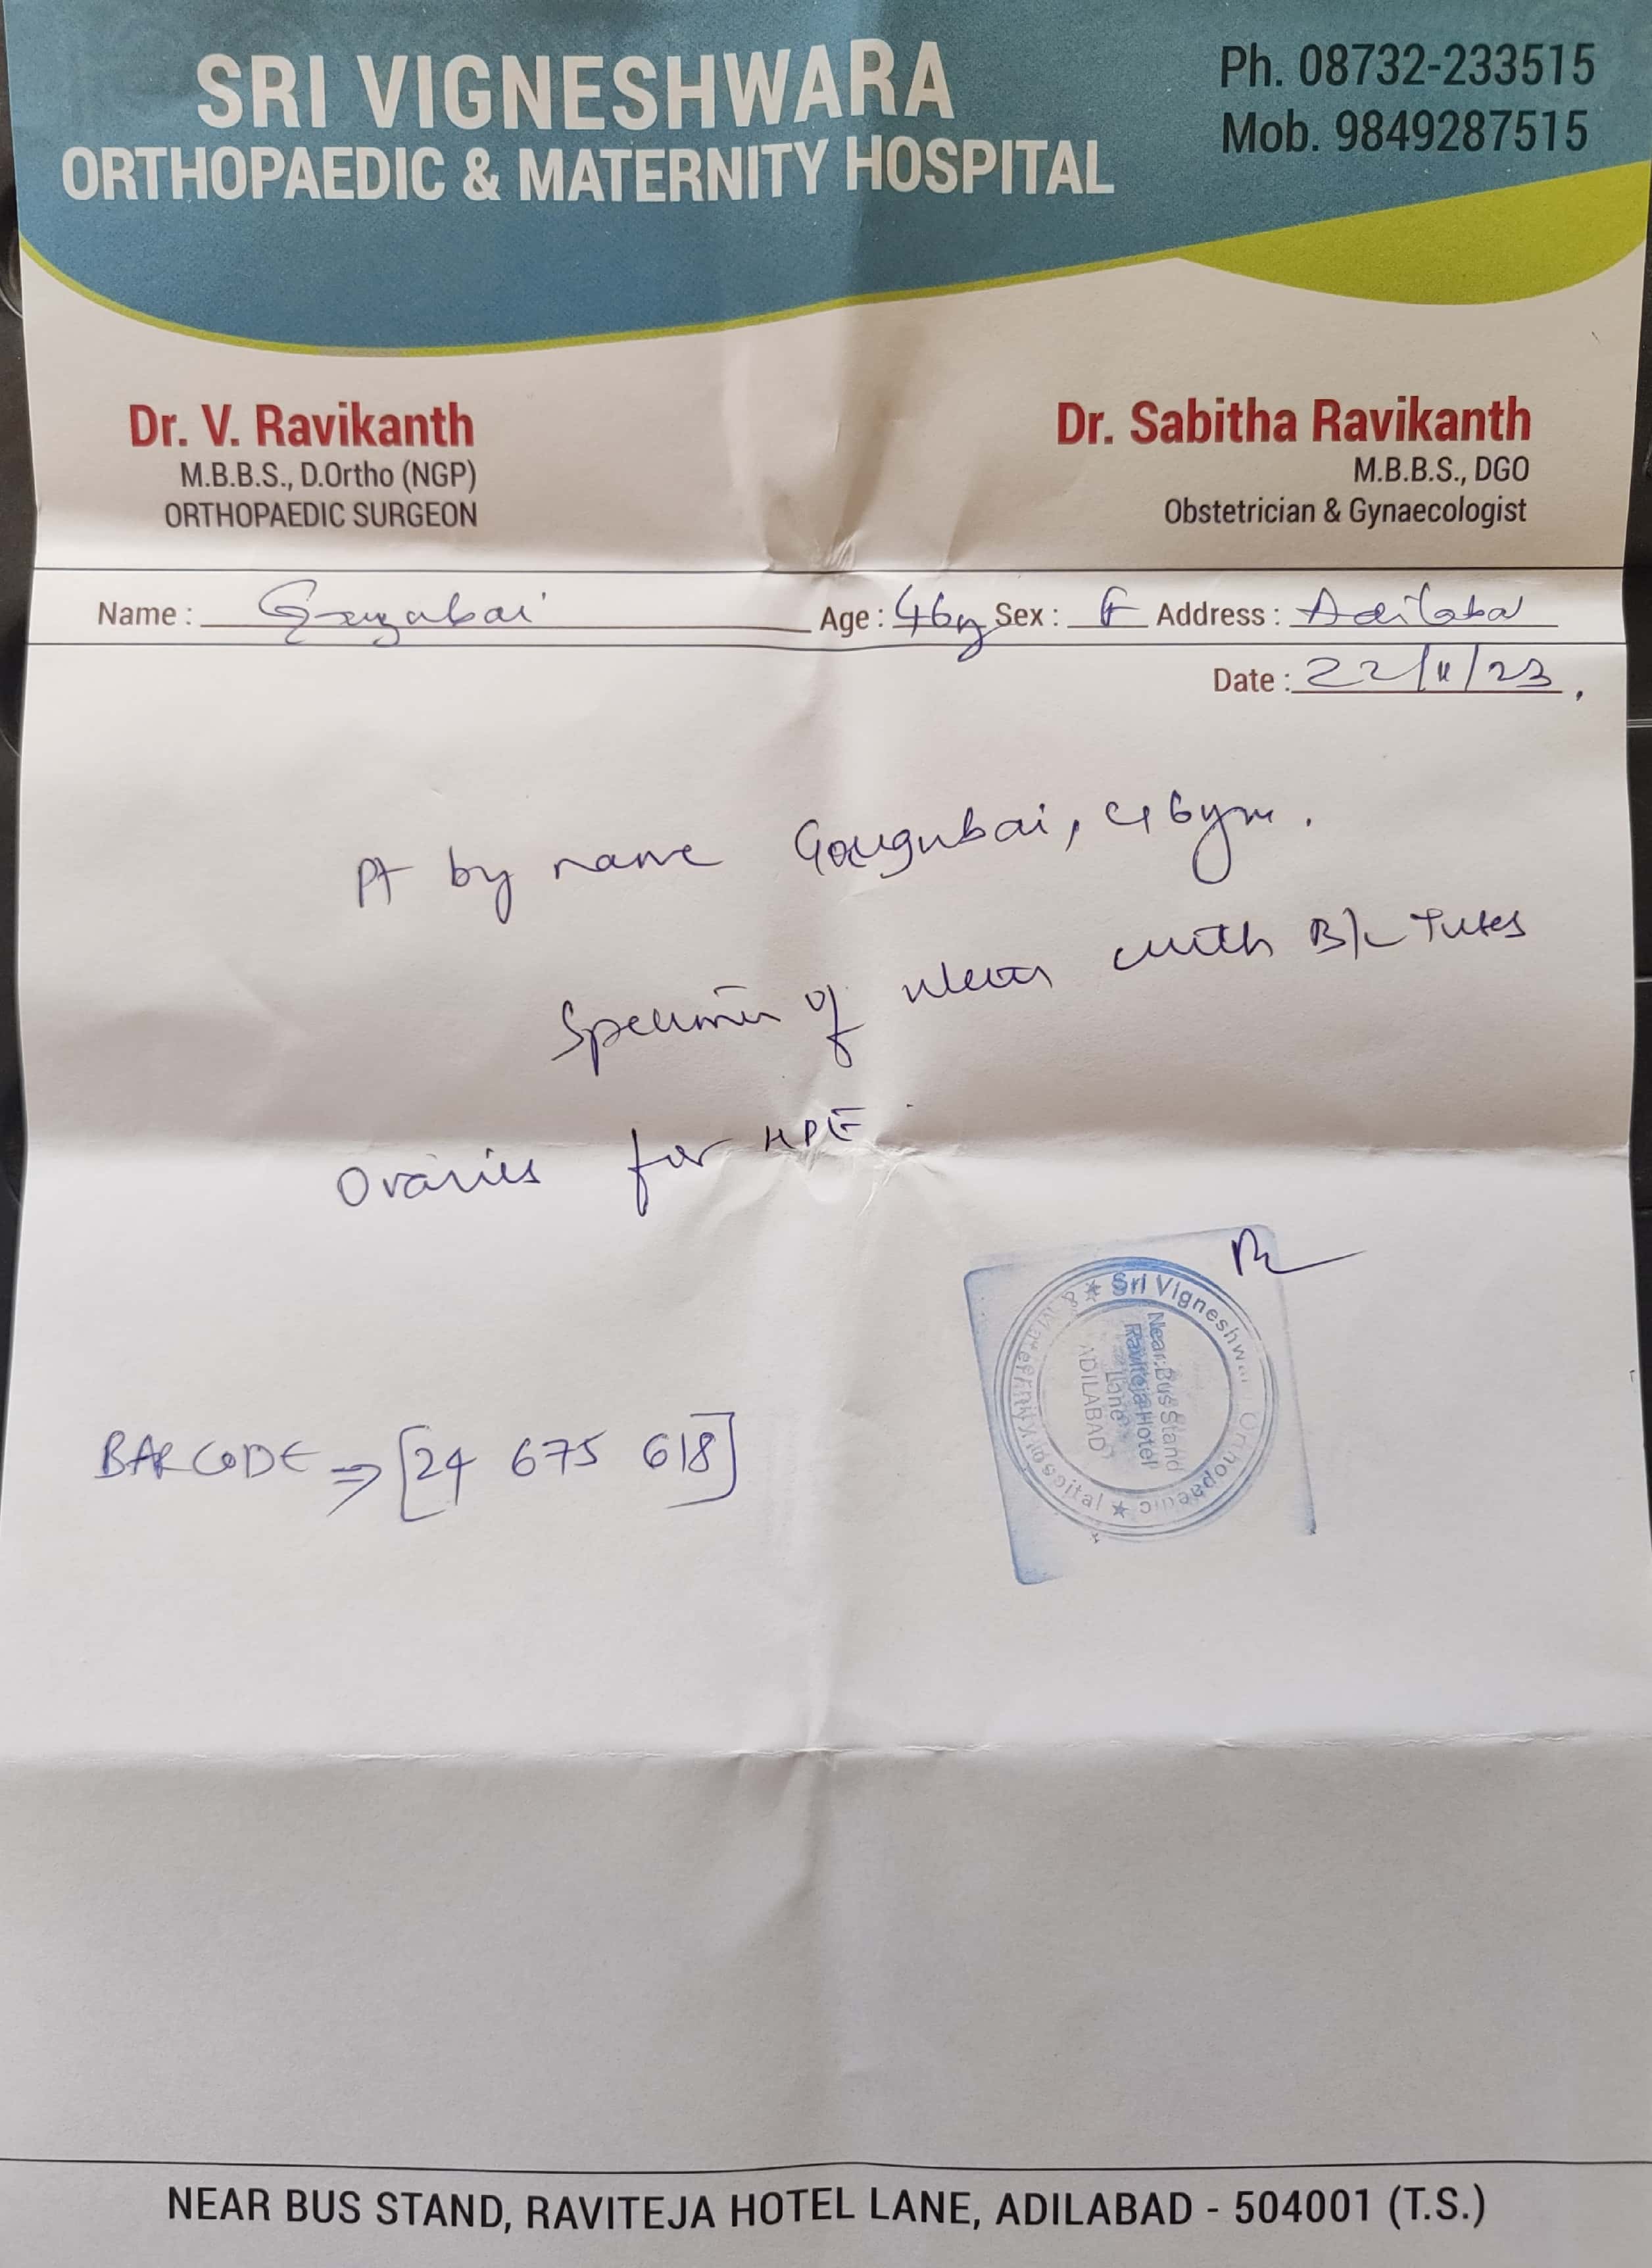 SRI VIGNESHWARA
ORTHOPAEDIC & MATERNITY HOSPITAL
Ph. 08732-233515
Mob. 9849287515
Dr. V. Ravikanth
M.B.B.S., D.Ortho (NGP)
ORTHOPAEDIC SURGEON
Dr. Sabitha Ravikanth
M.B.B.S., DGO
Obstetrician & Gynaecologist
Name : Age : 46y Sex : F Address : Adilabad
Date : 22/11/23
Pt by name Gangubai, 46yrs.
Specimen of uterus with B/L Tubes
Ovaries for HPE
Sri Vigneshwara Orthopaedic & Maternity Hospital
Near:Bus Stand
Raviteja Hotel
Lane
ADILABAD
BARCODE ⇒ [24 675 618]
NEAR BUS STAND, RAVITEJA HOTEL LANE, ADILABAD - 504001 (T.S.)